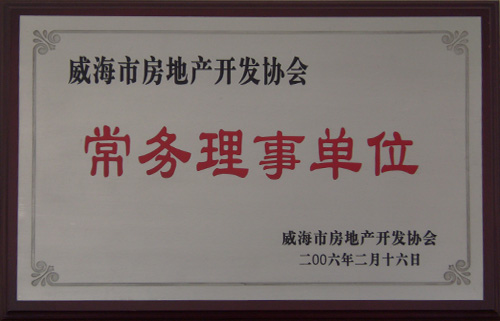 威海市房地产开发协会
常务理事单位
威海市房地产开发协会
二00六年二月十六日